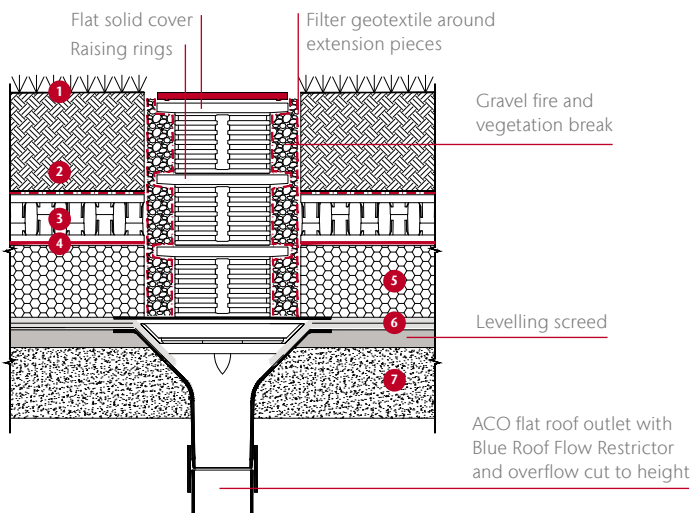 Flat solid cover
Raising rings
Filter geotextile around
extension pieces
Gravel fire and
vegetation break
1
2
3
4
5
6
7
Levelling screed
ACO flat roof outlet with
Blue Roof Flow Restrictor
and overflow cut to height